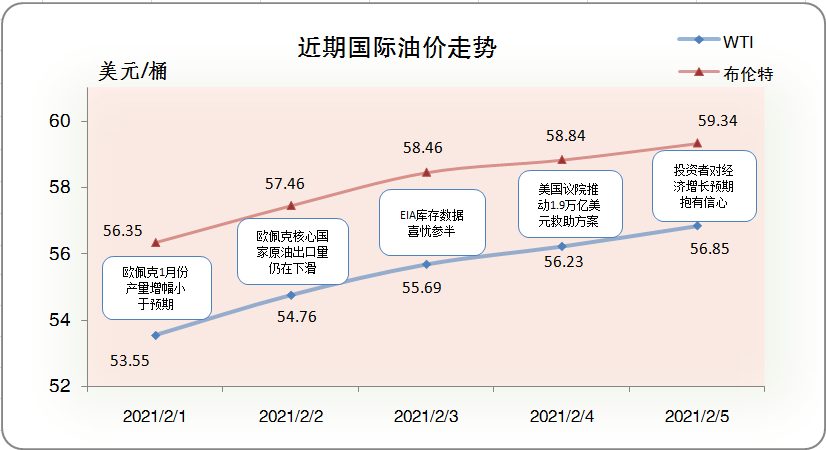 近期国际油价走势
WTI
布伦特
美元/桶
60
58
56
54
52
56.35
57.46
58.46
58.84
59.34
欧佩克1月份
产量增幅小
于预期
欧佩克核心国
家原油出口量
仍在下滑
EIA库存数据
喜忧参半
美国议院推
动1.9万亿美
元救助方案
投资者对经
济增长预期
抱有信心
53.55
54.76
55.69
56.23
56.85
2021/2/1
2021/2/2
2021/2/3
2021/2/4
2021/2/5